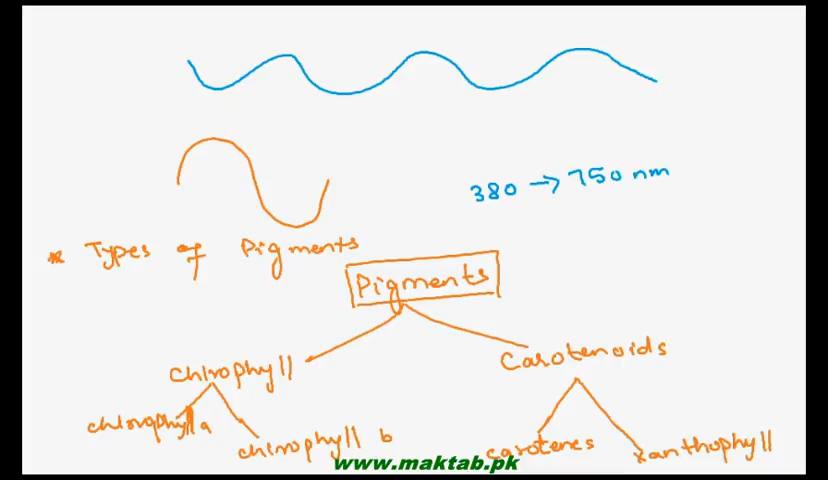 380 → 750 nm
* Types of Pigments
Pigments
chlrophyll
Carotenoids
chlorophyll a
chlrophyll b
carotenes
xanthophyll
www.maktab.pk